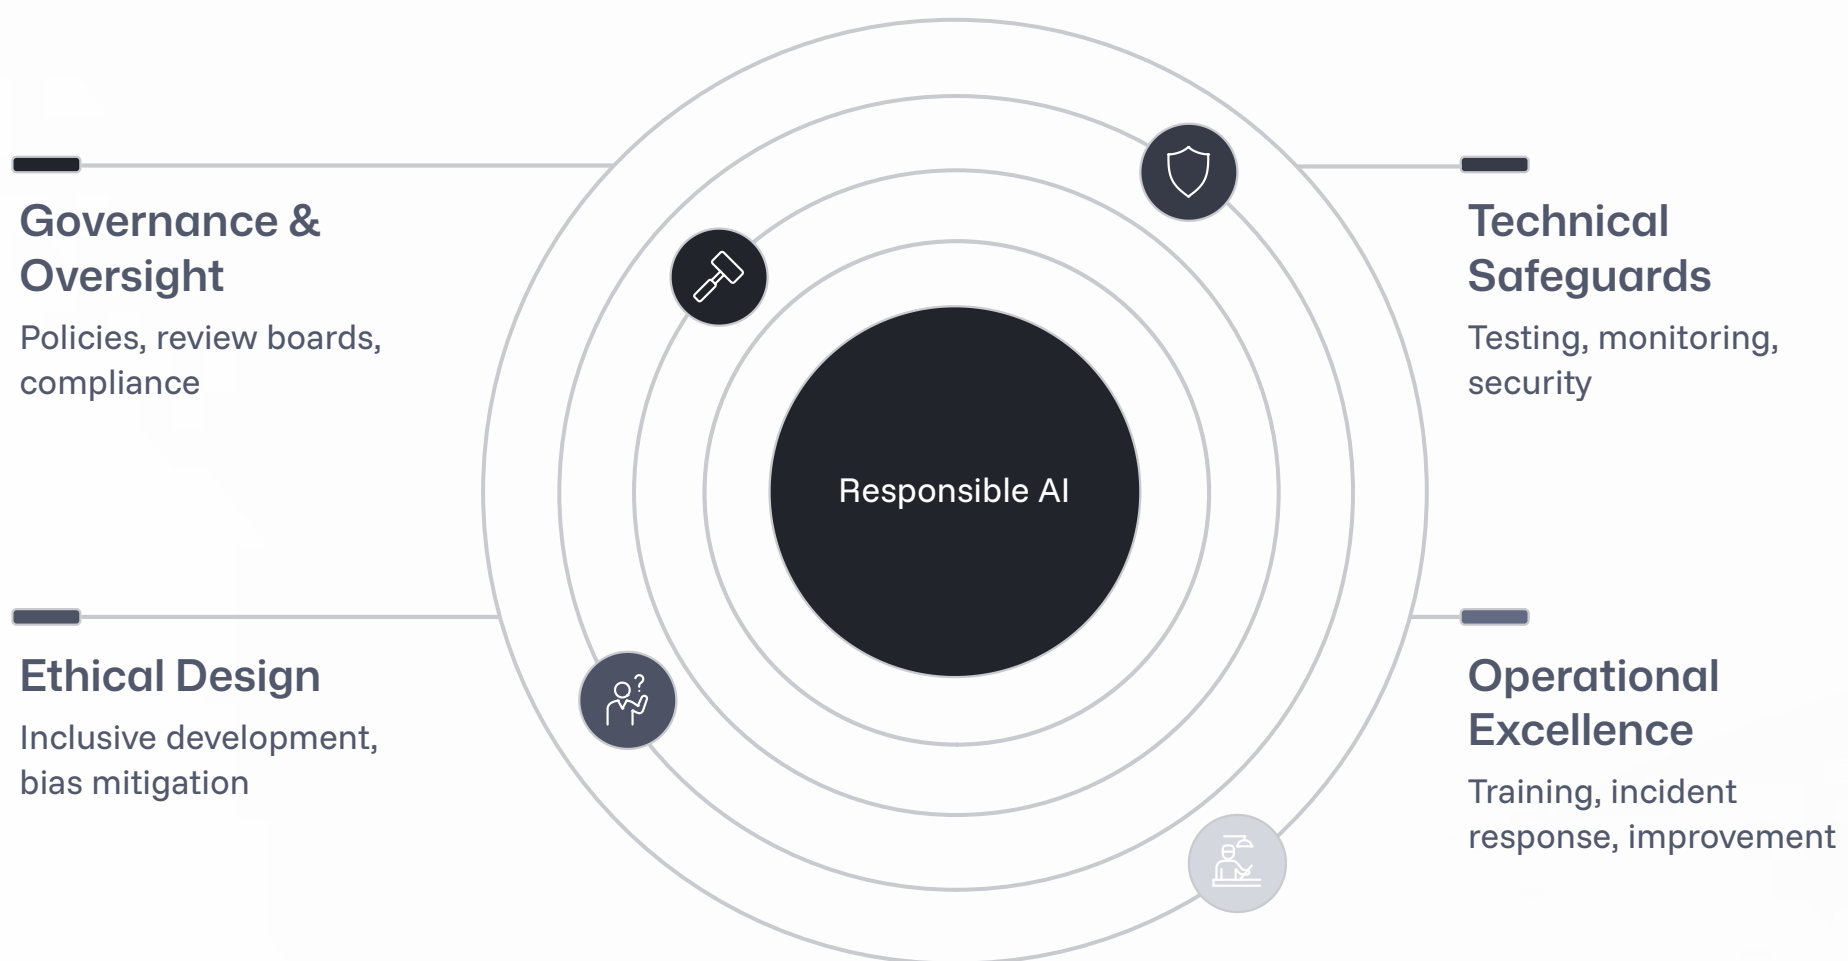 Governance &
Oversight
Policies, review boards,
compliance
Technical
Safeguards
Testing, monitoring,
security
Responsible AI
Ethical Design
Inclusive development,
bias mitigation
Operational
Excellence
Training, incident
response, improvement
?